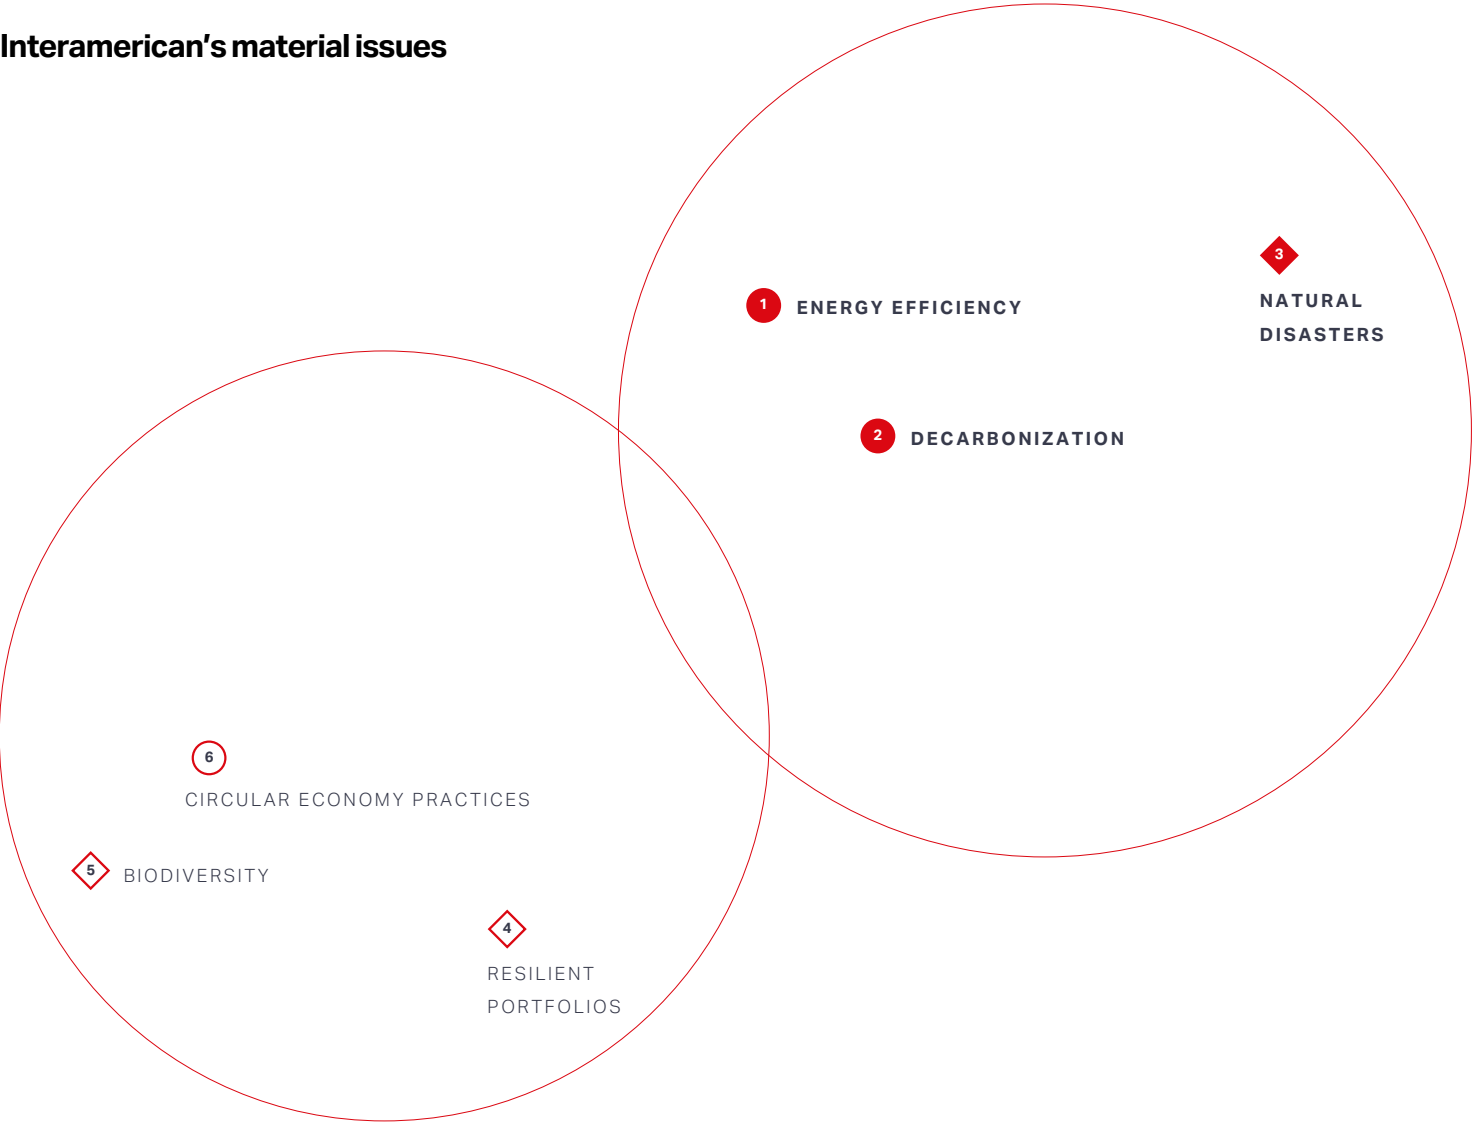 Interamerican's material issues
3
NATURAL
DISASTERS
1 ENERGY EFFICIENCY
2 DECARBONIZATION
6
CIRCULAR ECONOMY PRACTICES
5 BIODIVERSITY
4
RESILIENT
PORTFOLIOS